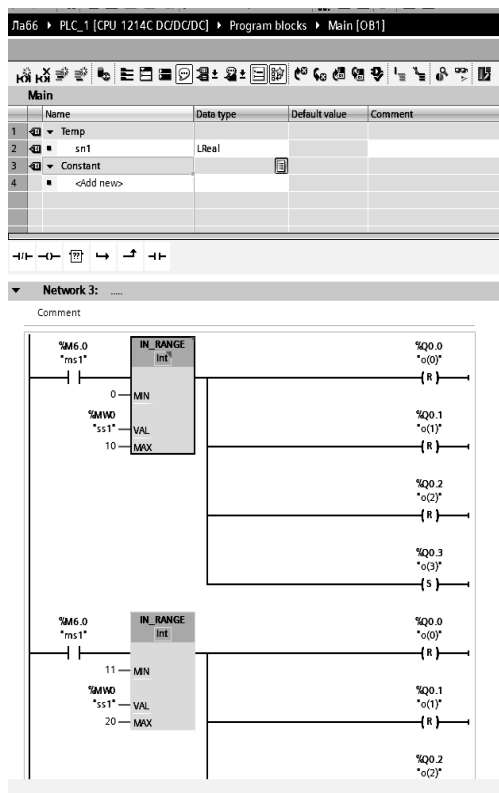 Лаб6 ▸ PLC_1 [CPU 1214C DC/DC/DC] ▸ Program blocks ▸ Main [OB1]
Main
Name Data type Default value Comment
1 Temp
2 sn1 LReal
3 Constant
4 <Add new>
??
Network 3: .....
Comment
%M6.0
"ms1"
IN_RANGE
Int
0 MIN
%MW0
"ss1" VAL
10 MAX
%Q0.0
"o(0)"
R
%Q0.1
"o(1)"
R
%Q0.2
"o(2)"
R
%Q0.3
"o(3)"
S
%M6.0
"ms1"
IN_RANGE
Int
11 MIN
%MW0
"ss1" VAL
20 MAX
%Q0.0
"o(0)"
R
%Q0.1
"o(1)"
R
%Q0.2
"o(2)"